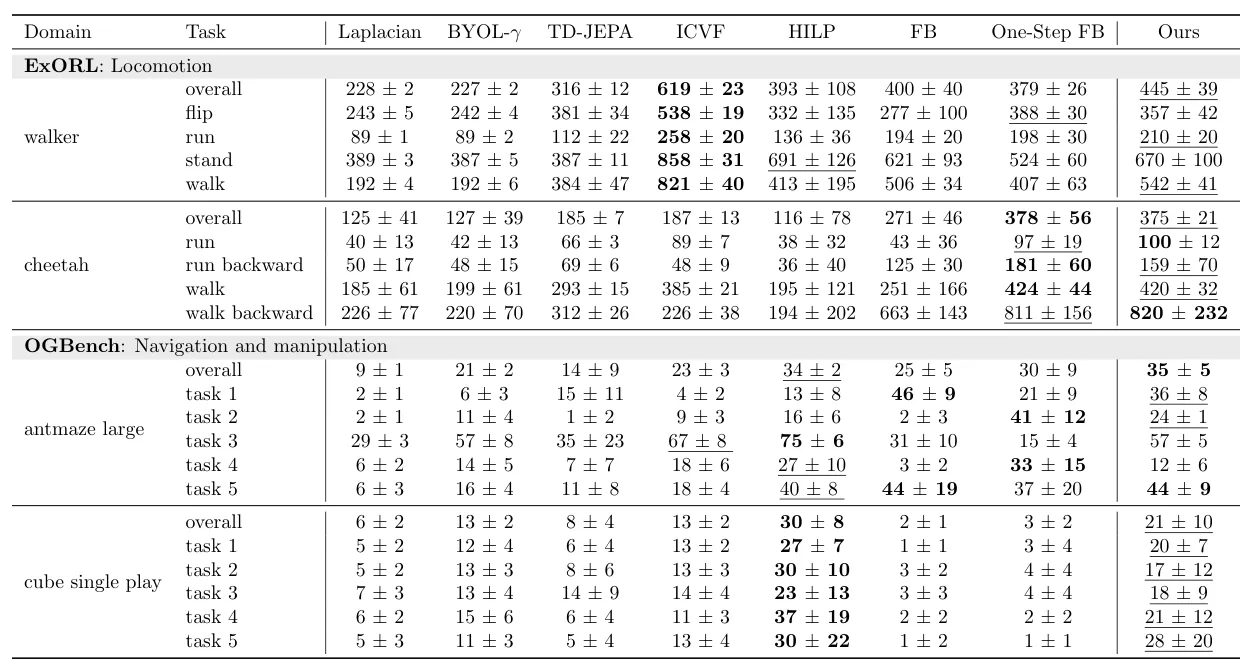 Domain Task Laplacian BYOL-γ TD-JEPA ICVF HILP FB One-Step FB Ours
ExORL: Locomotion
overall 228 ± 2 227 ± 2 316 ± 12 619 ± 23 393 ± 108 400 ± 40 379 ± 26 445 ± 39
flip 243 ± 5 242 ± 4 381 ± 34 538 ± 19 332 ± 135 277 ± 100 388 ± 30 357 ± 42
walker run 89 ± 1 89 ± 2 112 ± 22 258 ± 20 136 ± 36 194 ± 20 198 ± 30 210 ± 20
stand 389 ± 3 387 ± 5 387 ± 11 858 ± 31 691 ± 126 621 ± 93 524 ± 60 670 ± 100
walk 192 ± 4 192 ± 6 384 ± 47 821 ± 40 413 ± 195 506 ± 34 407 ± 63 542 ± 41
overall 125 ± 41 127 ± 39 185 ± 7 187 ± 13 116 ± 78 271 ± 46 378 ± 56 375 ± 21
run 40 ± 13 42 ± 13 66 ± 3 89 ± 7 38 ± 32 43 ± 36 97 ± 19 100 ± 12
cheetah run backward 50 ± 17 48 ± 15 69 ± 6 48 ± 9 36 ± 40 125 ± 30 181 ± 60 159 ± 70
walk 185 ± 61 199 ± 61 293 ± 15 385 ± 21 195 ± 121 251 ± 166 424 ± 44 420 ± 32
walk backward 226 ± 77 220 ± 70 312 ± 26 226 ± 38 194 ± 202 663 ± 143 811 ± 156 820 ± 232
OGBench: Navigation and manipulation
overall 9 ± 1 21 ± 2 14 ± 9 23 ± 3 34 ± 2 25 ± 5 30 ± 9 35 ± 5
task 1 2 ± 1 6 ± 3 15 ± 11 4 ± 2 13 ± 8 46 ± 9 21 ± 9 36 ± 8
task 2 2 ± 1 11 ± 4 1 ± 2 9 ± 3 16 ± 6 2 ± 3 41 ± 12 24 ± 1
antmaze large
task 3 29 ± 3 57 ± 8 35 ± 23 67 ± 8 75 ± 6 31 ± 10 15 ± 4 57 ± 5
task 4 6 ± 2 14 ± 5 7 ± 7 18 ± 6 27 ± 10 3 ± 2 33 ± 15 12 ± 6
task 5 6 ± 3 16 ± 4 11 ± 8 18 ± 4 40 ± 8 44 ± 19 37 ± 20 44 ± 9
overall 6 ± 2 13 ± 2 8 ± 4 13 ± 2 30 ± 8 2 ± 1 3 ± 2 21 ± 10
task 1 5 ± 2 12 ± 4 6 ± 4 13 ± 2 27 ± 7 1 ± 1 3 ± 4 20 ± 7
task 2 5 ± 2 13 ± 3 8 ± 6 13 ± 3 30 ± 10 3 ± 2 4 ± 4 17 ± 12
cube single play
task 3 7 ± 3 13 ± 4 14 ± 9 14 ± 4 23 ± 13 3 ± 3 4 ± 4 18 ± 9
task 4 6 ± 2 15 ± 6 6 ± 4 11 ± 3 37 ± 19 2 ± 2 2 ± 2 21 ± 12
task 5 5 ± 3 11 ± 3 5 ± 4 13 ± 4 30 ± 22 1 ± 2 1 ± 1 28 ± 20